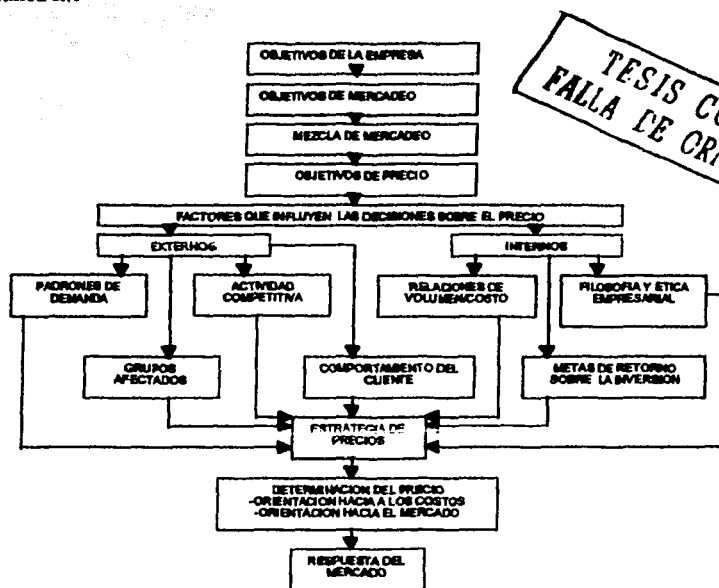 OBJETIVOS DE LA EMPRESA
TESIS
FALLA DE
OBJETIVOS DE MERCADEO
MEZCLA DE MERCADEO
OBJETIVOS DE PRECIO
FACTORES QUE INFLUYEN LAS DECISIONES SOBRE EL PRECIO
EXTERNOS
INTERNOS
PADRONES DE
DEMANDA
ACTIVIDAD
COMPETITIVA
RELACIONES DE
VOLUMEN/COSTO
FILOSOFIA Y ETICA
EMPRESARIAL
GRUPOS
AFECTADOS
COMPORTAMIENTO DEL
CLIENTE
METAS DE RETORNO
SOBRE LA INVERSION
ESTRATEGIA DE
PRECIOS
DETERMINACION DEL PRECIO
-ORIENTACION HACIA A LOS COSTOS
-ORIENTACION HACIA EL MERCADO
RESPUESTA DEL
MERCADO